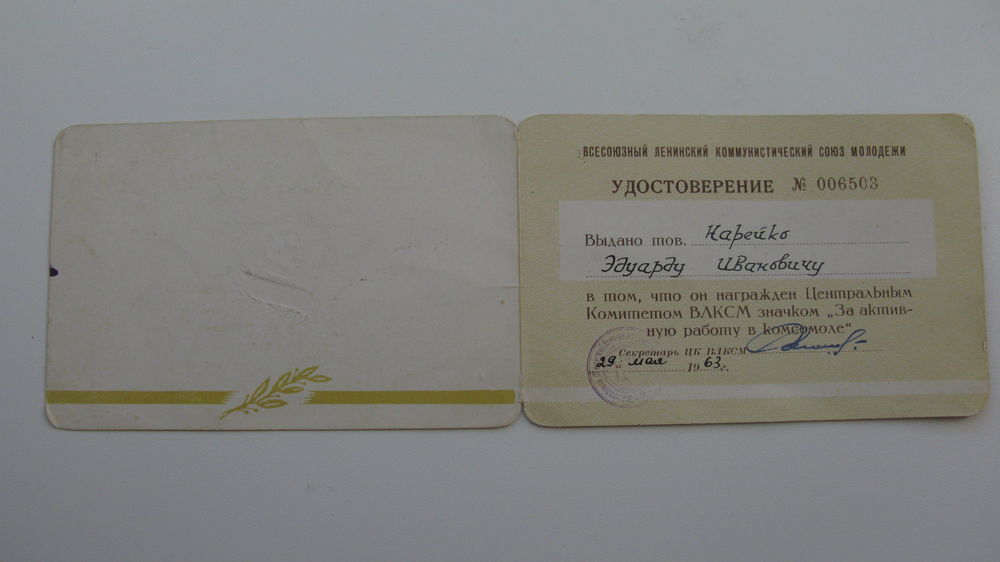 ВСЕСОЮЗНЫЙ ЛЕНИНСКИЙ КОММУНИСТИЧЕСКИЙ СОЮЗ МОЛОДЕЖИ
УДОСТОВЕРЕНИЕ № 006503
Выдано тов. Нарейко
Эдуарду Ивановичу
в том, что он награжден Центральным
Комитетом ВЛКСМ значком „За актив-
ную работу в комсомоле“
Секретарь ЦК ВЛКСМ
„29„ мая 1963 г.